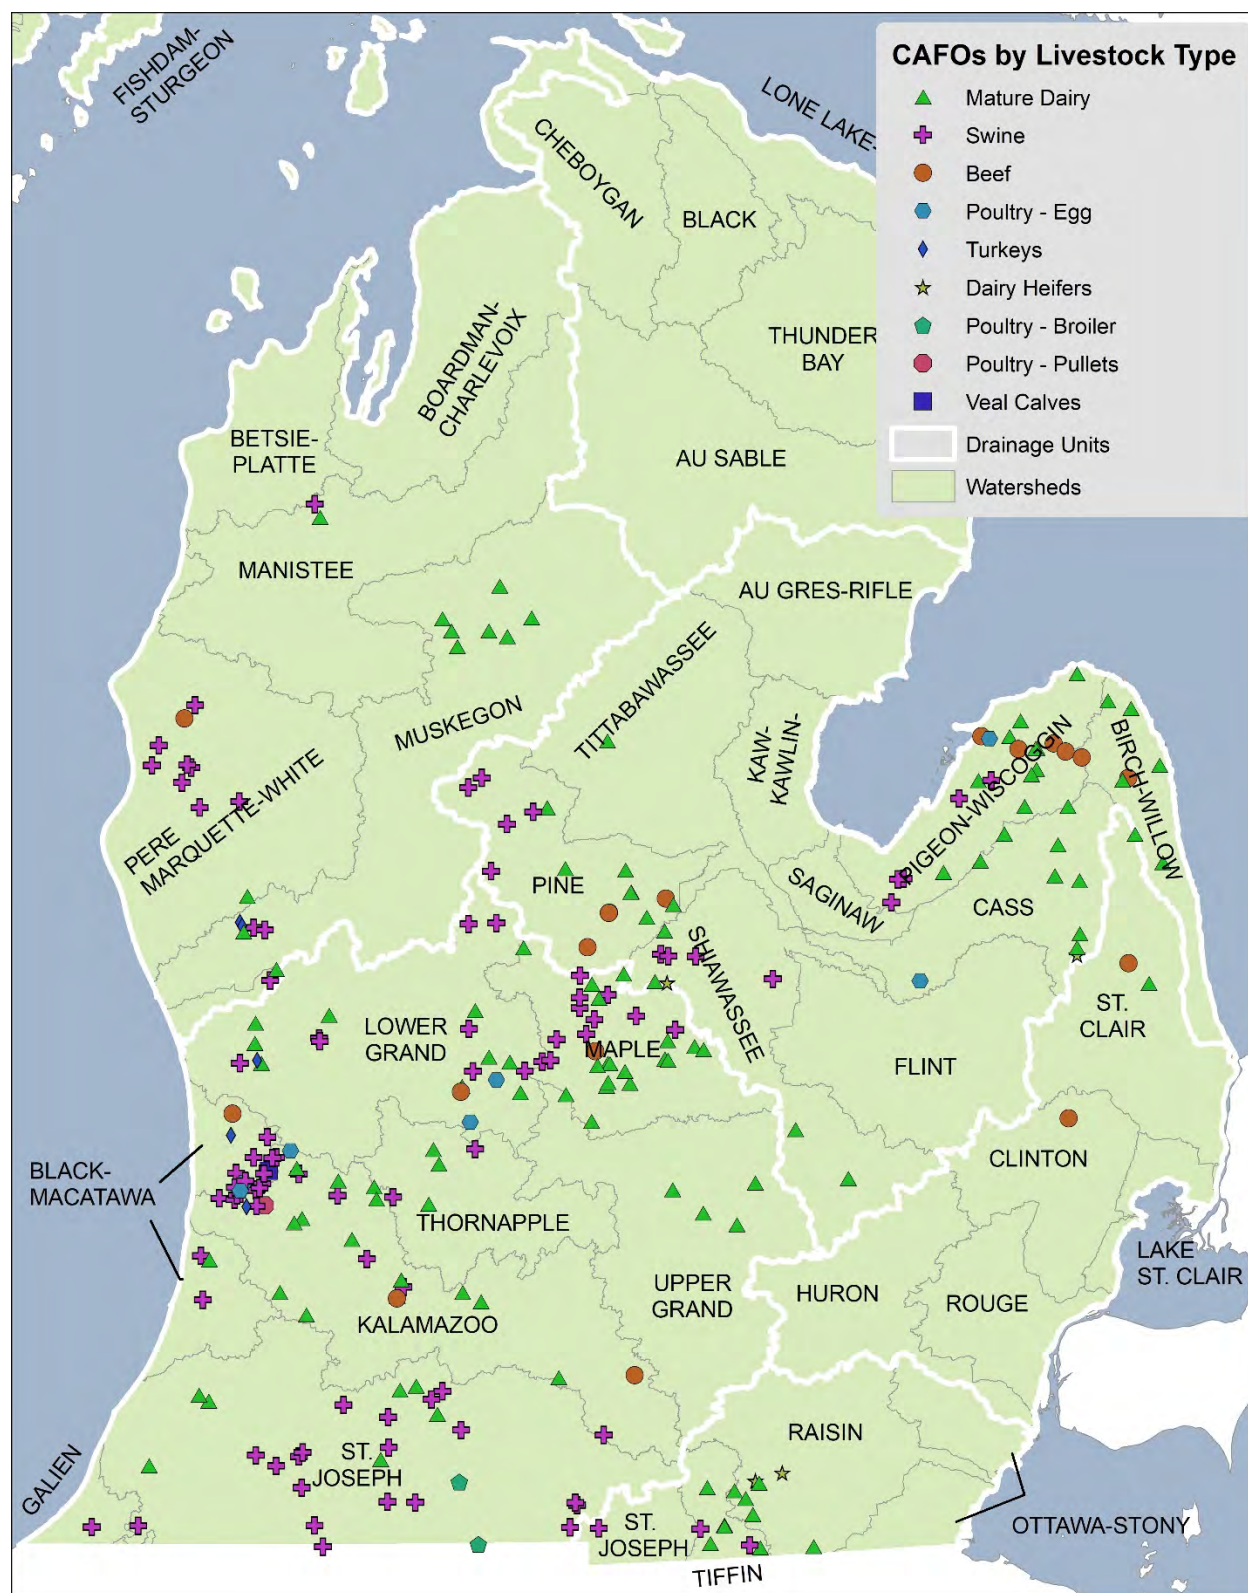 FISHDAM-
STURGEON
LONE LAKE-
CAFOs by Livestock Type
Mature Dairy
Swine
Beef
Poultry - Egg
Turkeys
Dairy Heifers
Poultry - Broiler
Poultry - Pullets
Veal Calves
Drainage Units
Watersheds
CHEBOYGAN
BLACK
THUNDER
BAY
BOARDMAN-
CHARLEVOIX
BETSIE-
PLATTE
AU SABLE
MANISTEE
AU GRES-RIFLE
TITTABAWASSEE
MUSKEGON
KAW-
KAWLIN-
PIGEON-WISCOGGIN
BIRCH-WILLOW
PERE
MARQUETTE-WHITE
PINE
SAGINAW
CASS
SHIAWASSEE
ST.
CLAIR
LOWER
GRAND
MAPLE
FLINT
CLINTON
BLACK-
MACATAWA
THORNAPPLE
LAKE
ST. CLAIR
UPPER
GRAND
HURON
ROUGE
KALAMAZOO
RAISIN
GALIEN
ST.
JOSEPH
ST.
JOSEPH
OTTAWA-STONY
TIFFIN